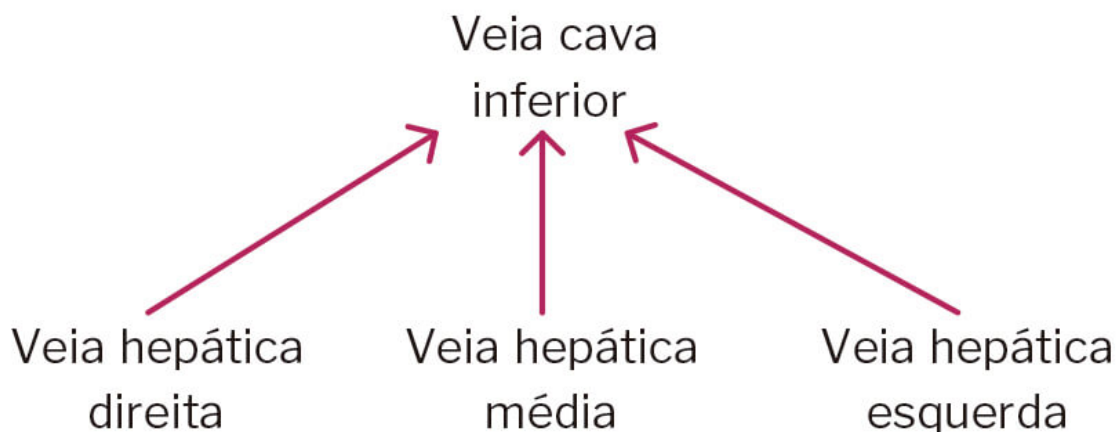 Veia cava
inferior
Veia hepática
direita
Veia hepática
média
Veia hepática
esquerda